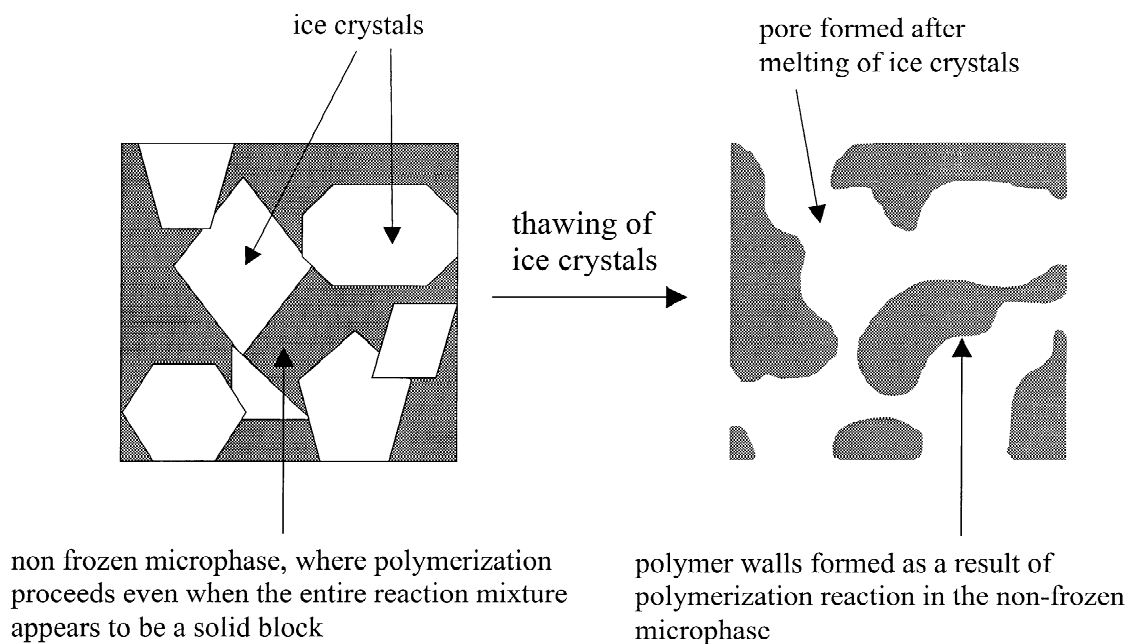 ice crystals
pore formed after
melting of ice crystals
thawing of
ice crystals
non frozen microphase, where polymerization
proceeds even when the entire reaction mixture
appears to be a solid block
polymer walls formed as a result of
polymerization reaction in the non-frozen
microphase